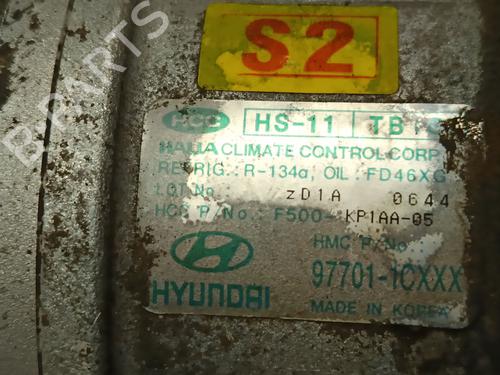 B-PARTS
S2
HCC HS-11
HALLA CLIMATE CONTROL CORP.
REFRIG.: R-134a, OIL: FD46XG
LOT No. zD1A 0644
HCC P/No.: F500-KP1AA-05
HMC P/No.
97701-1CXXX
HYUNDAI
MADE IN KOREA